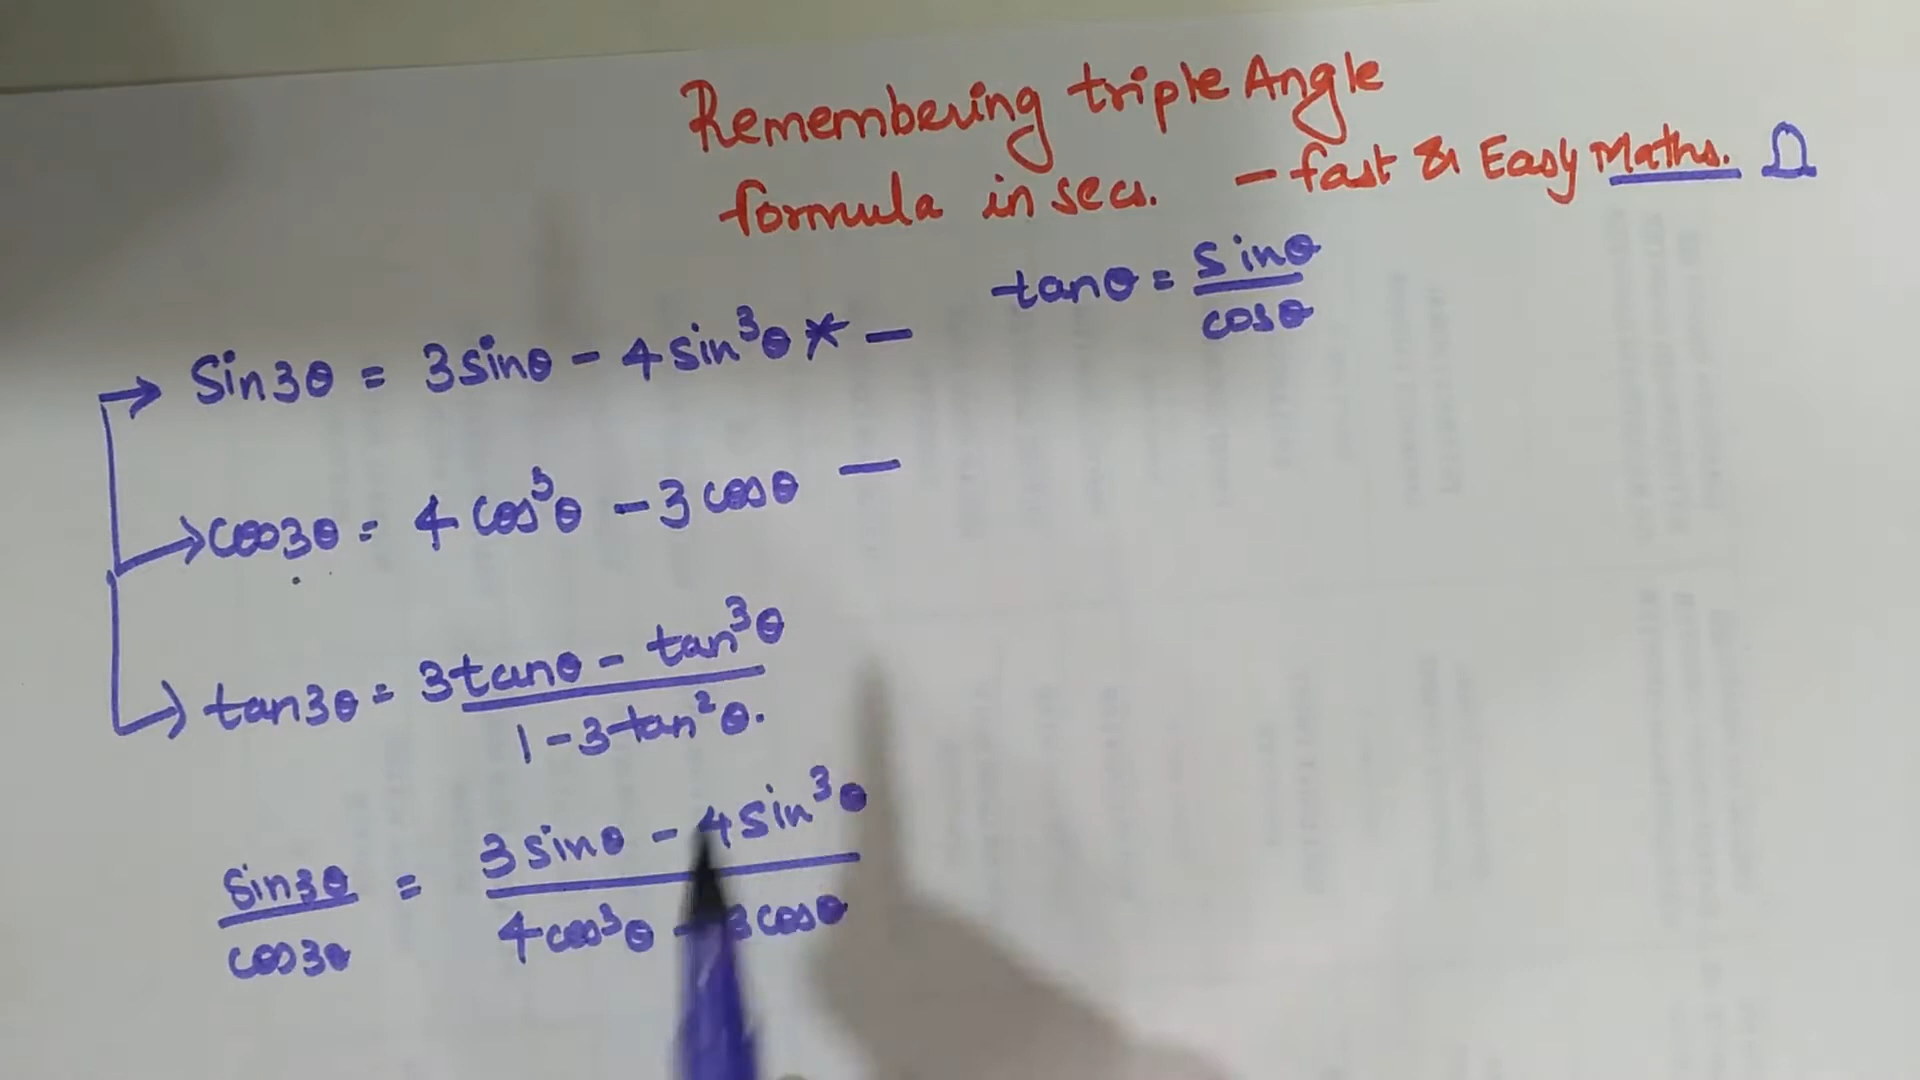 Remembering triple Angle
formula in secs. - fast & Easy Maths.
tanθ = sinθ/cosθ
Sin3θ = 3sinθ - 4sin³θ * -
cos3θ = 4cos³θ - 3cosθ -
tan3θ = 3tanθ - tan³θ / 1 - 3tan²θ.
sin3θ/cos3θ = 3sinθ - 4sin³θ / 4cos³θ - 3cosθ